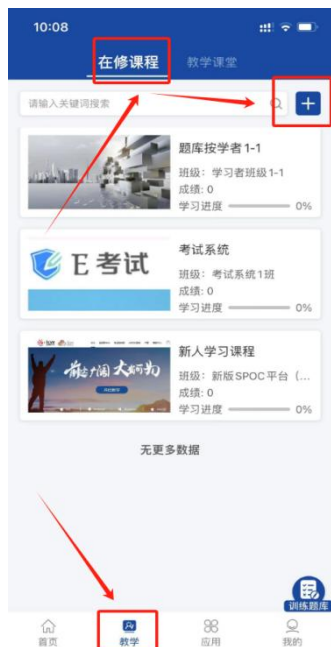 10:08
在修课程
教学课堂
请输入关键词搜索
题库按学者1-1
班级：学习者班级1-1
成绩: 0
学习进度
0%
E考试
考试系统
班级：考试系统1班
成绩: 0
学习进度
0%
新人学习课程
班级：新版SPOC平台（...
成绩: 0
学习进度
0%
无更多数据
训练题库
首页
教学
应用
我的